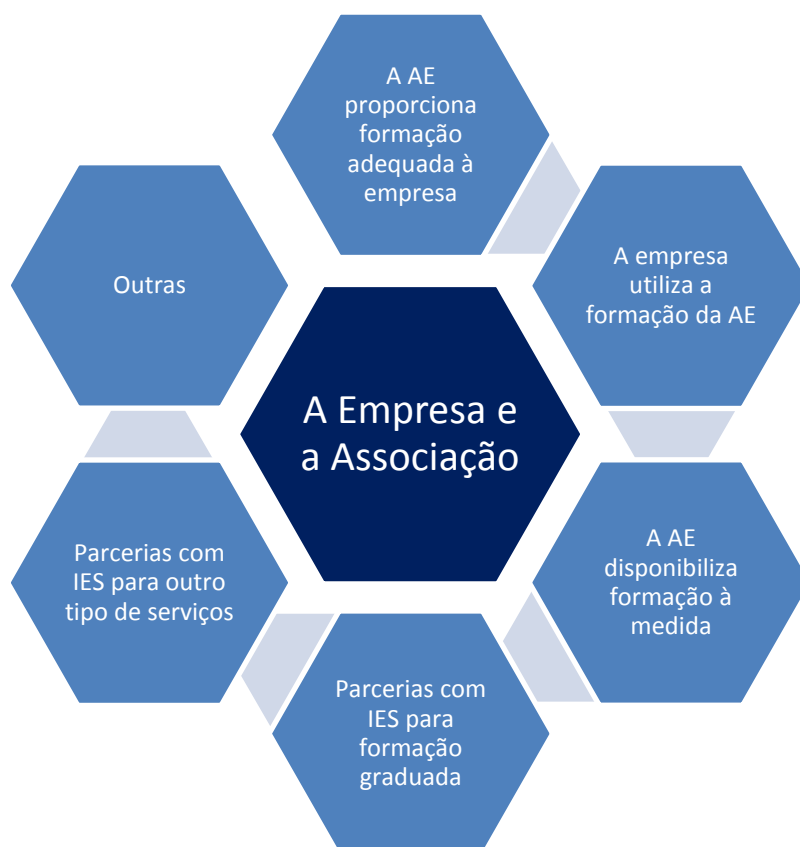 A AE
proporciona
formação
adequada à
empresa
A empresa
utiliza a
formação da AE
A AE
disponibiliza
formação à
medida
Parcerias com
IES para
formação
graduada
Parcerias com
IES para outro
tipo de serviços
Outras
A Empresa e
a Associação